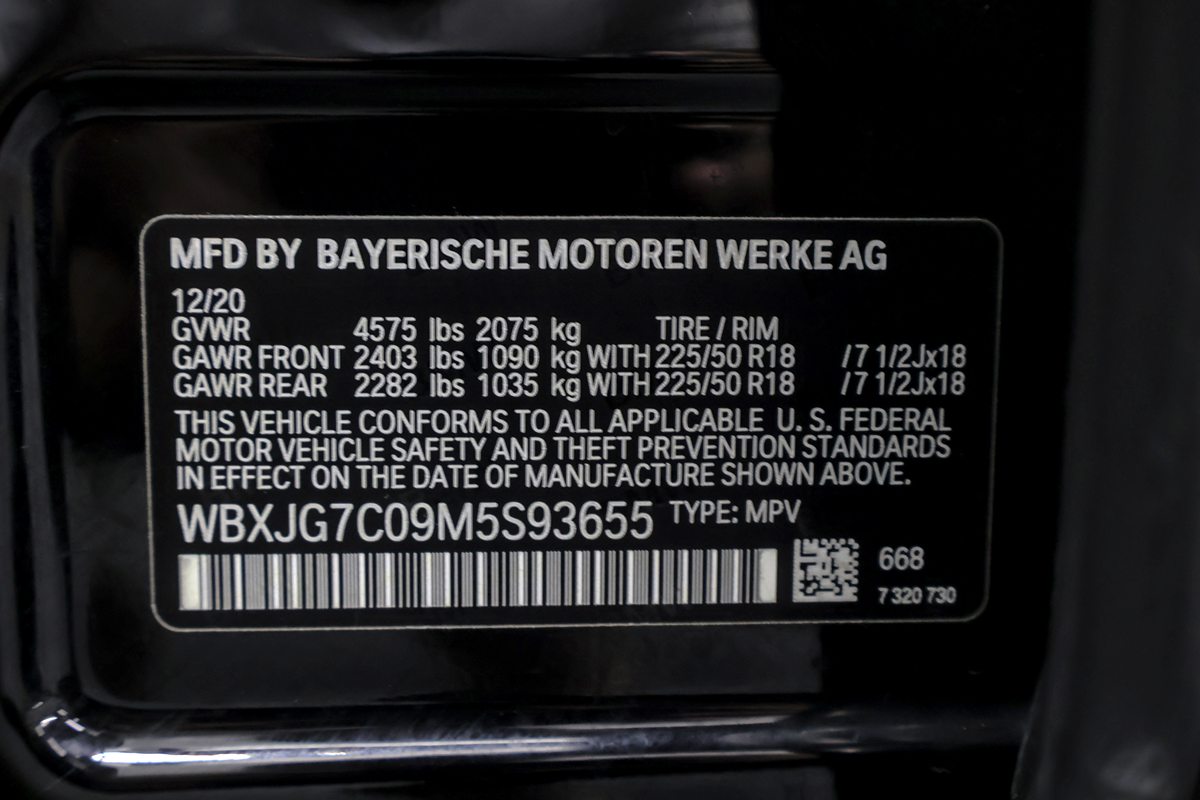 MFD BY BAYERISCHE MOTOREN WERKE AG
12/20
GVWR 4575 lbs 2075 kg TIRE / RIM
GAWR FRONT 2403 lbs 1090 kg WITH 225/50 R18 /7 1/2Jx18
GAWR REAR 2282 lbs 1035 kg WITH 225/50 R18 /7 1/2Jx18
THIS VEHICLE CONFORMS TO ALL APPLICABLE U. S. FEDERAL
MOTOR VEHICLE SAFETY AND THEFT PREVENTION STANDARDS
IN EFFECT ON THE DATE OF MANUFACTURE SHOWN ABOVE.
WBXJG7C09M5S93655 TYPE: MPV
668
7 320 730